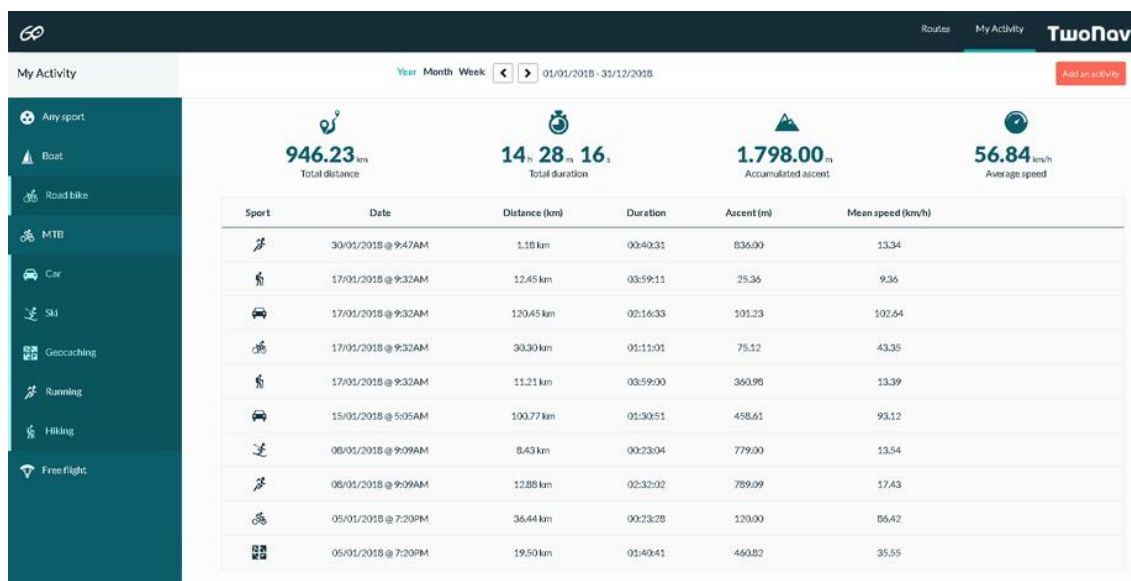 GO
Routes My Activity TwoNav
My Activity
Year Month Week 01/01/2018 - 31/12/2018
Add an activity
Any sport
Boat
Road bike
MTB
Car
Ski
Geocaching
Running
Hiking
Free flight
946.23 km 14 h 28 m 16 s 1.798.00 m 56.84 km/h
Total distance Total duration Accumulated ascent Average speed
Sport Date Distance (km) Duration Ascent (m) Mean speed (km/h)
30/01/2018 @ 9:47AM 1.18 km 00:40:31 836.00 13.34
17/01/2018 @ 9:32AM 12.45 km 03:59:11 25.36 9.36
17/01/2018 @ 9:32AM 120.45 km 02:16:33 101.23 102.64
17/01/2018 @ 9:32AM 30.30 km 01:11:01 75.12 43.35
17/01/2018 @ 9:32AM 11.21 km 03:59:00 360.98 13.39
15/01/2018 @ 5:05AM 100.77 km 01:30:51 458.61 93.12
08/01/2018 @ 9:09AM 8.43 km 00:23:04 779.00 13.54
08/01/2018 @ 9:09AM 12.88 km 02:32:02 789.09 17.43
05/01/2018 @ 7:20PM 36.44 km 00:23:28 120.00 86.42
05/01/2018 @ 7:20PM 19.50 km 01:40:41 460.82 35.55